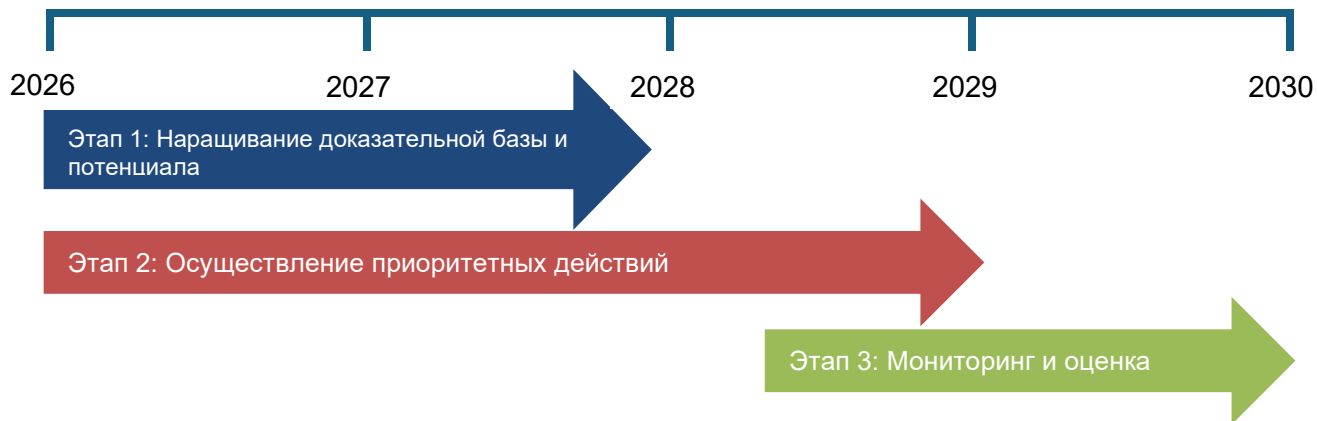 2026 2027 2028 2029 2030
Этап 1: Наращивание доказательной базы и
потенциала
Этап 2: Осуществление приоритетных действий
Этап 3: Мониторинг и оценка